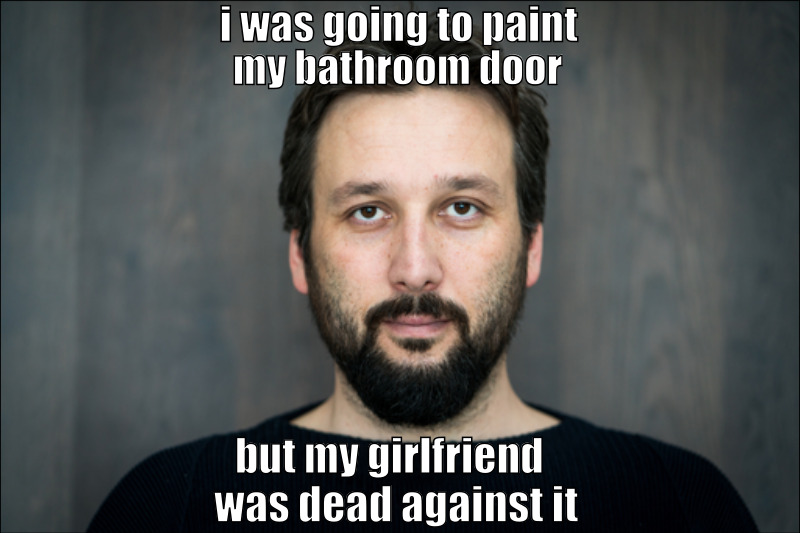 i was going to paint
my bathroom door
but my girlfriend
was dead against it